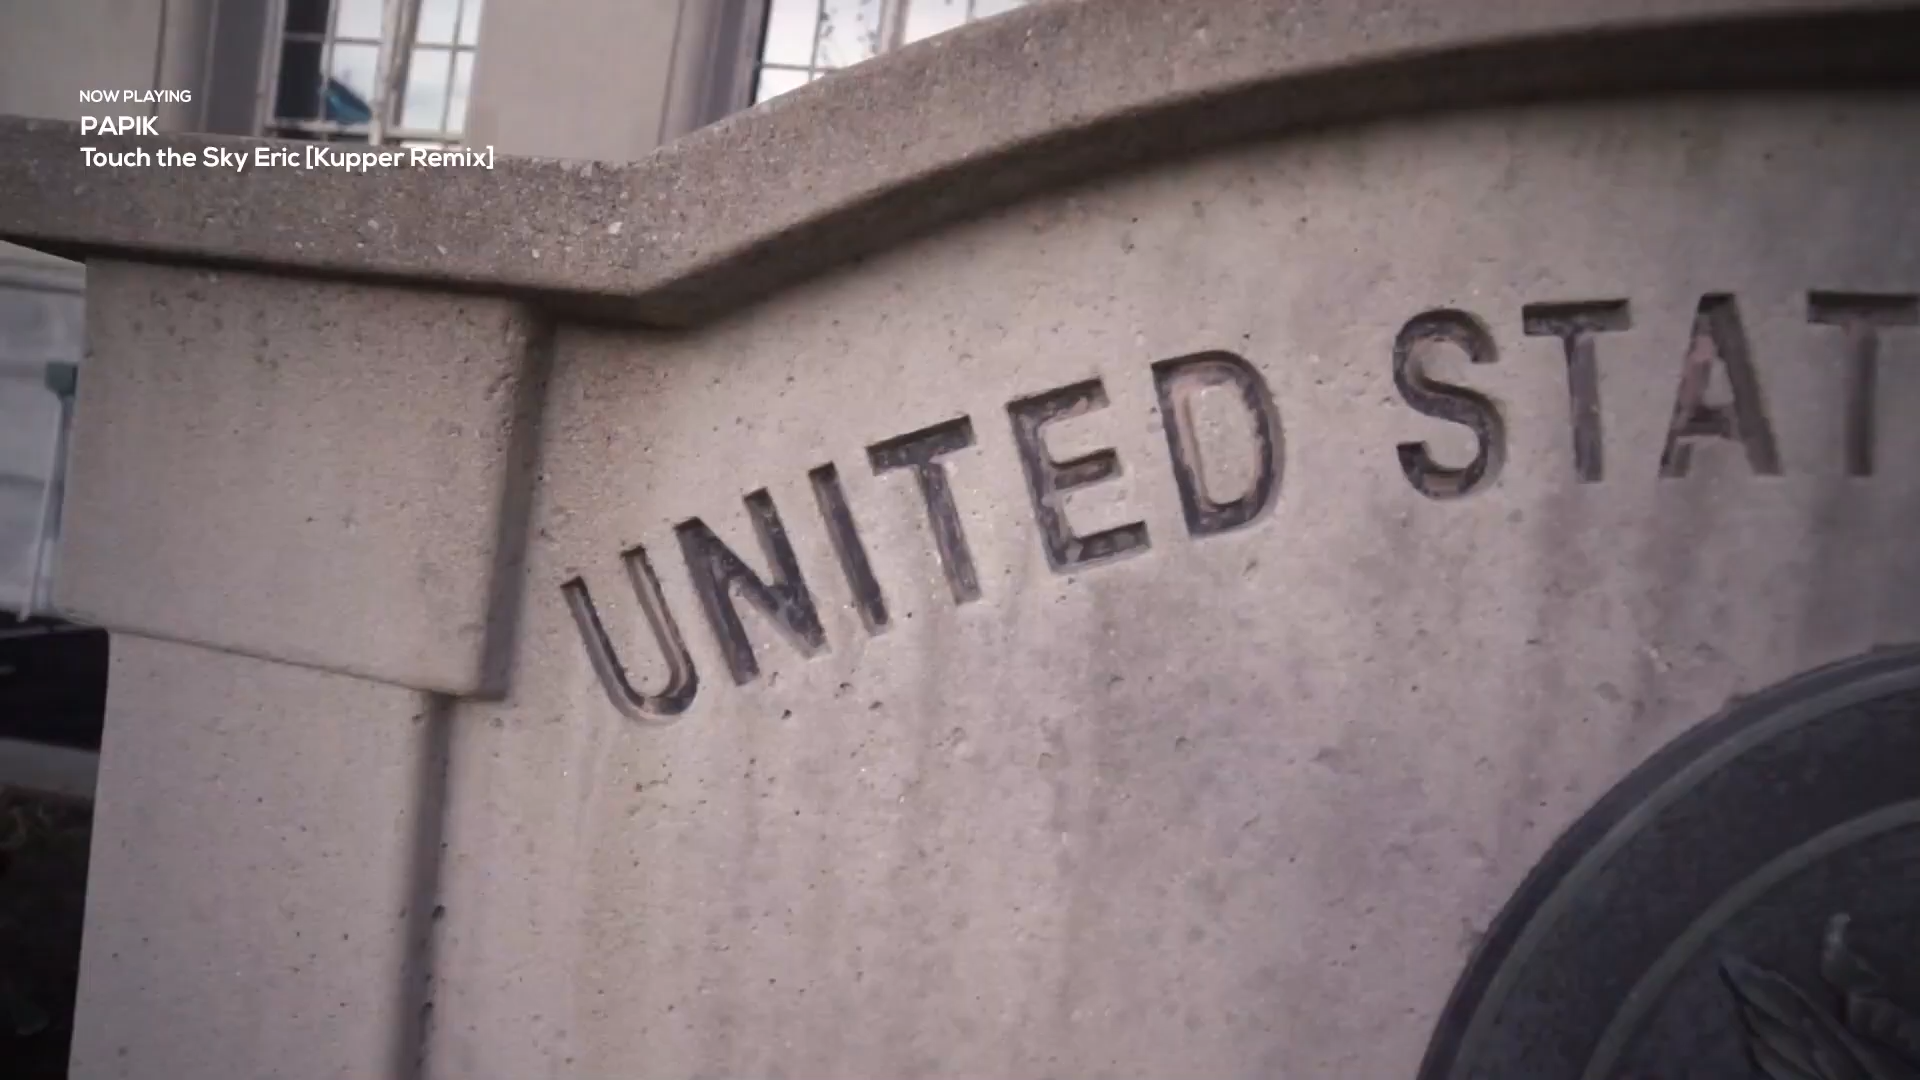 NOW PLAYING
PAPIK
Touch the Sky Eric [Kupper Remix]
UNITED STAT